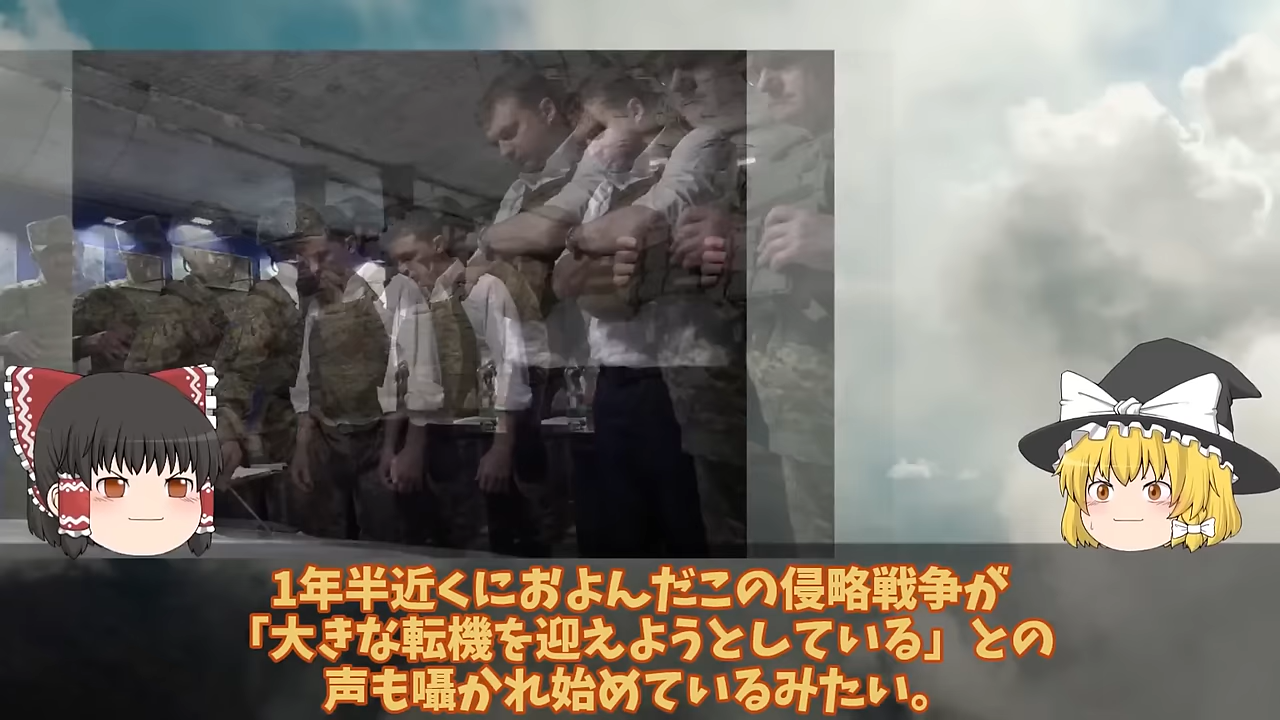 1年半近くにおよんだこの侵略戦争が
「大きな転機を迎えようとしている」との
声も囁かれ始めているみたい。